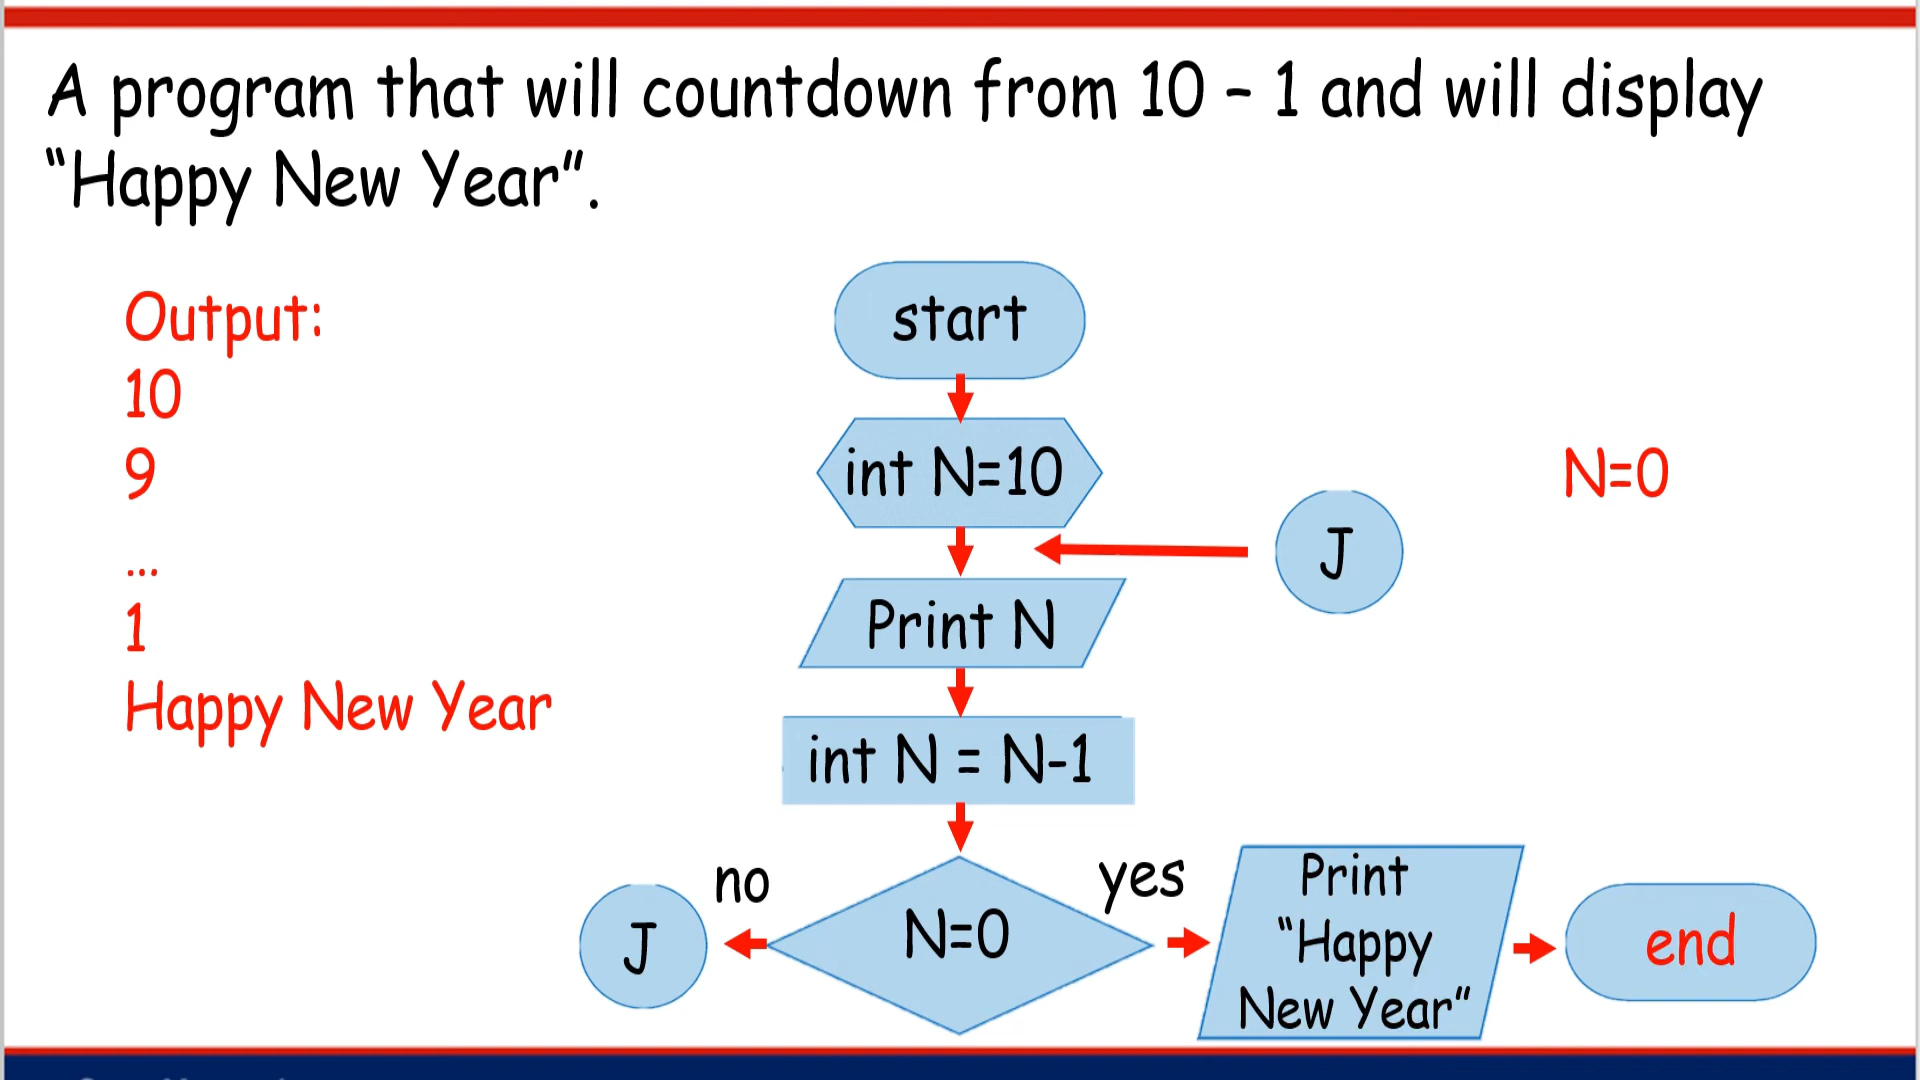 A program that will countdown from 10 – 1 and will display
“Happy New Year”.
Output:
10
9
...
1
Happy New Year
start
int N=10
N=0
J
Print N
int N = N-1
no
yes
J
N=0
Print
“Happy
New Year”
end